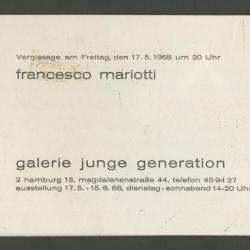 Vernissage am Freitag, den 17. 5. 1968 um 20 Uhr
francesco mariotti
galerie junge generation
2 hamburg 13, magdalenenstraße 44, telefon 45 94 27
ausstellung 17. 5. - 15. 6. 68, dienstag - sonnabend 14-20 Uhr